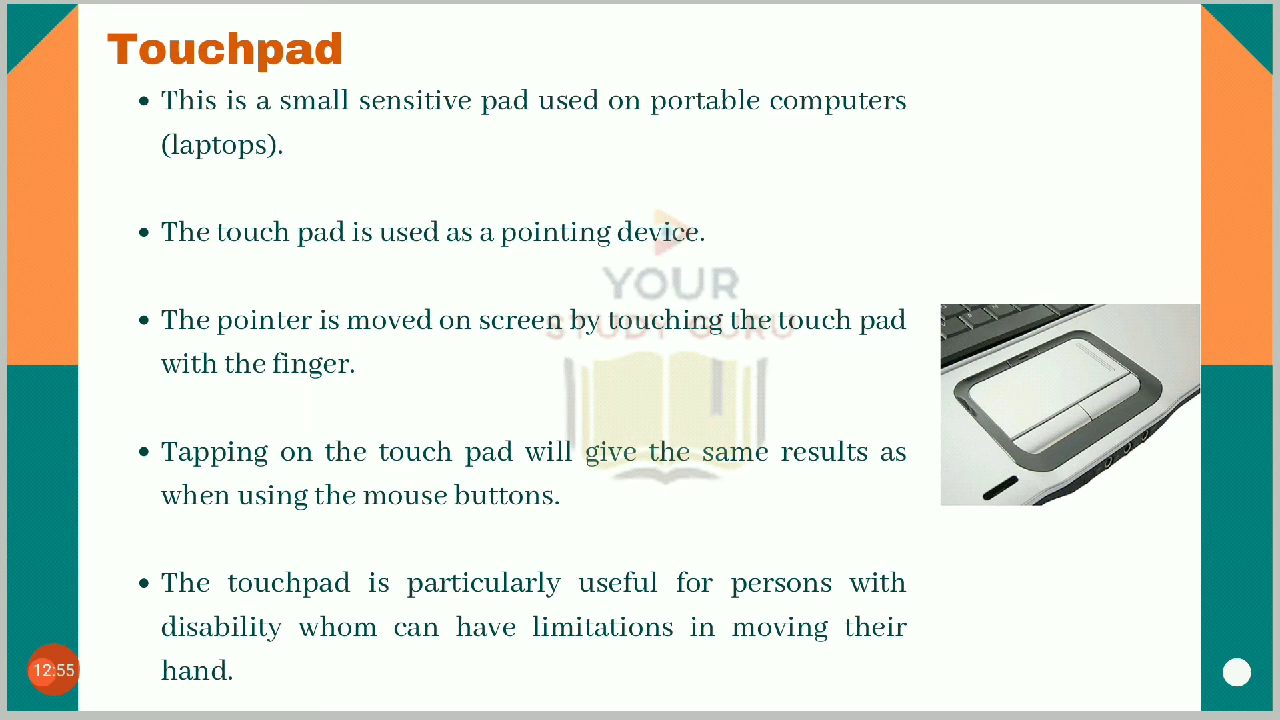 Touchpad
• This is a small sensitive pad used on portable computers
(laptops).
• The touch pad is used as a pointing device.
YOUR
STUDY GURU
• The pointer is moved on screen by touching the touch pad
with the finger.
• Tapping on the touch pad will give the same results as
when using the mouse buttons.
• The touchpad is particularly useful for persons with
disability whom can have limitations in moving their
hand.
12:55